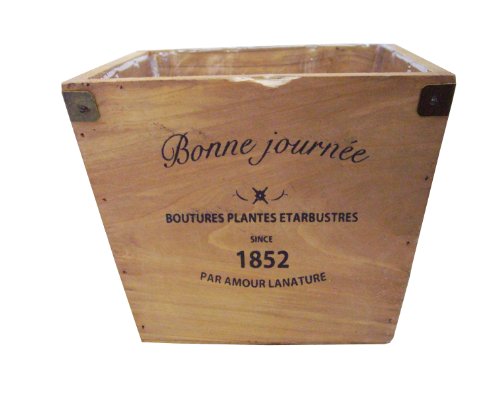 Bonne journée
BOUTURES PLANTES ETARBUSTRES
SINCE
1852
PAR AMOUR LANATURE